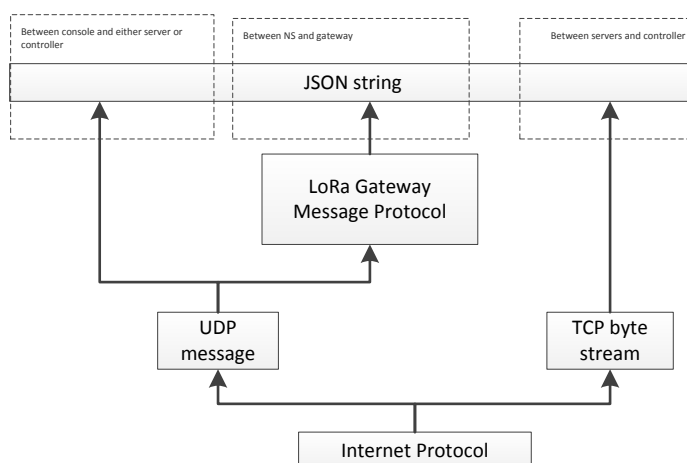 Between console and either server or
controller
Between NS and gateway
Between servers and controller
JSON string
LoRa Gateway
Message Protocol
UDP
message
TCP byte
stream
Internet Protocol